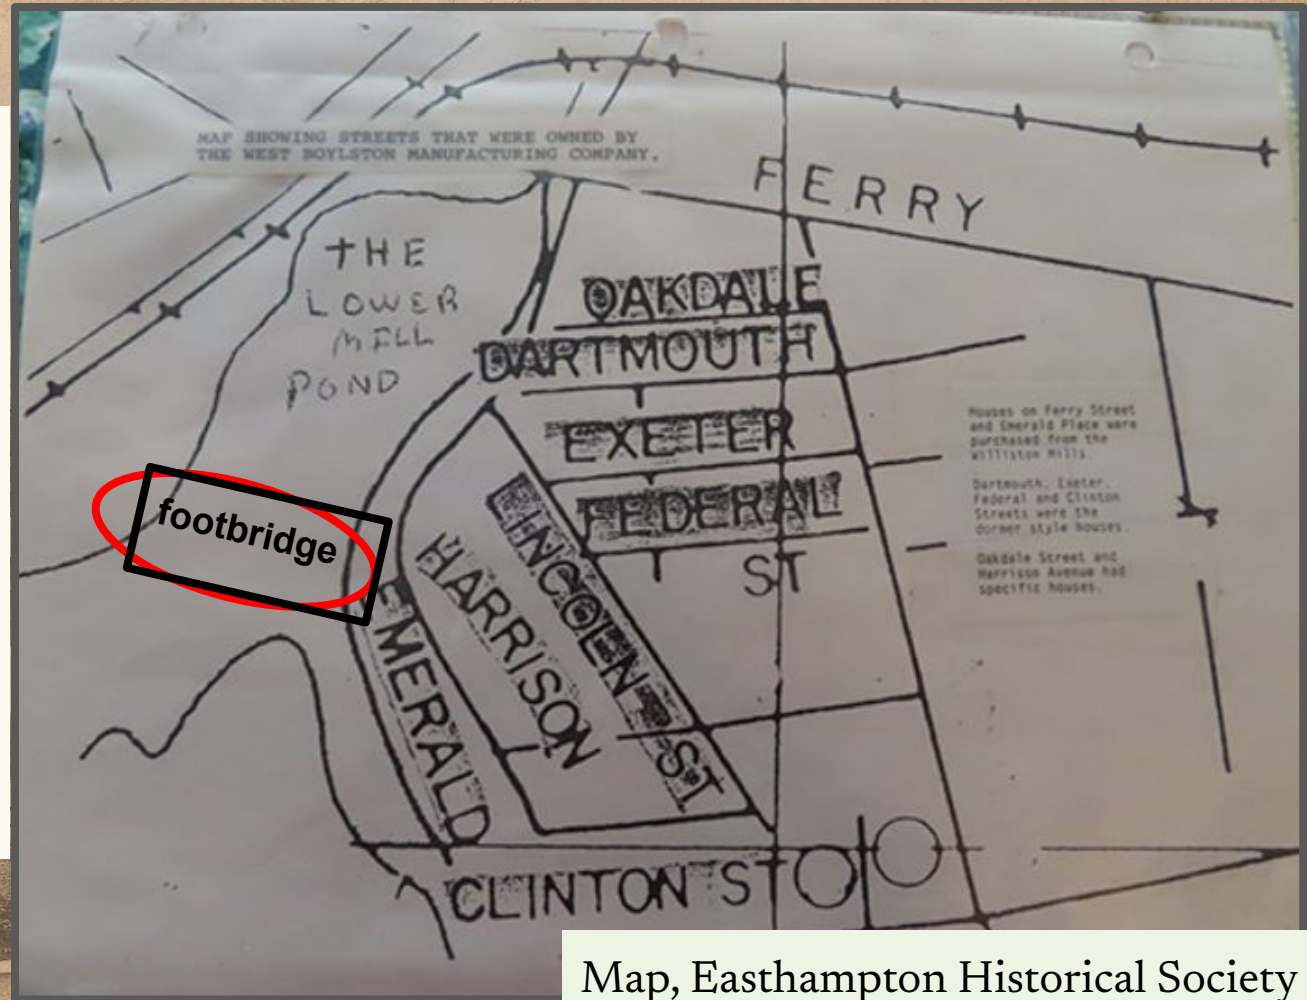 MAP SHOWING STREETS THAT WERE OWNED BY
THE WEST BOYLSTON MANUFACTURING COMPANY.
FERRY
THE
LOWER
MILL
POND
OAKDALE
DARTMOUTH
EXETER
FEDERAL
ST
Houses on Ferry Street
and Emerald Place were
purchased from the
Williston Mills.
Dartmouth, Exeter,
Federal and Clinton
Streets were the
dormer style houses.
Oakdale Street and
Harrison Avenue had
specific houses.
footbridge
LINCOLN ST
HARRISON
EMERALD
CLINTON ST
Map, Easthampton Historical Society